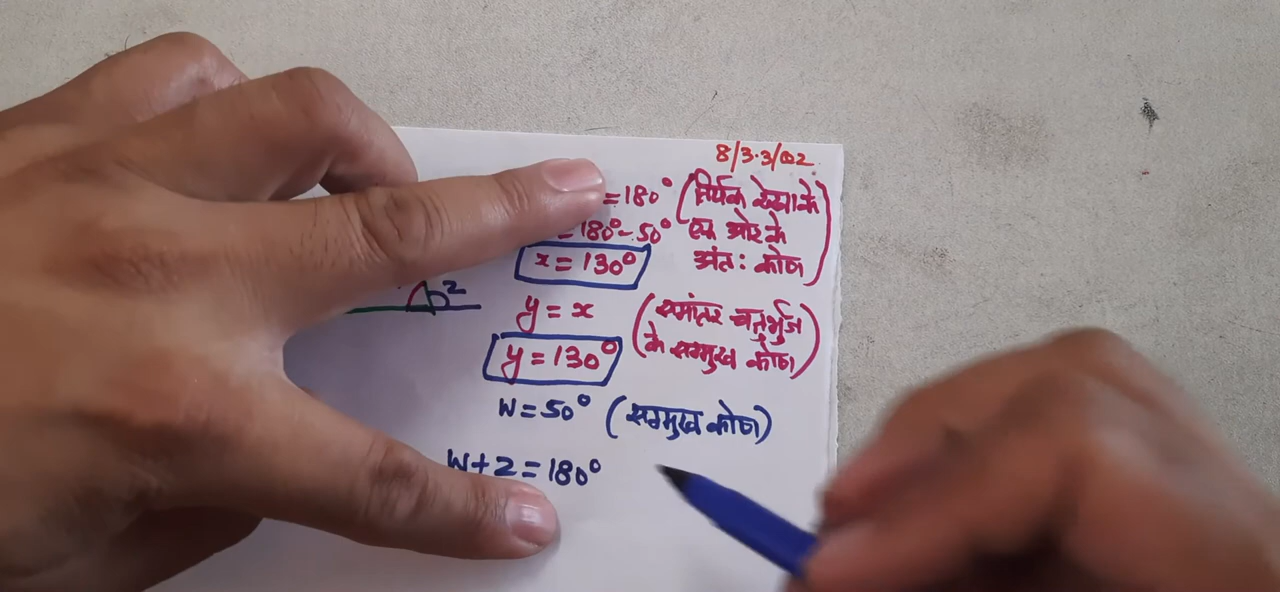 8/3.3/Q2
=180° (तिर्यक रेखा के
=180°-50° एक ओर के
x=130° अंतः कोण)
z
y=x (समांतर चतुर्भुज
y=130° के सम्मुख कोण)
W=50° (सम्मुख कोण)
W+z=180°